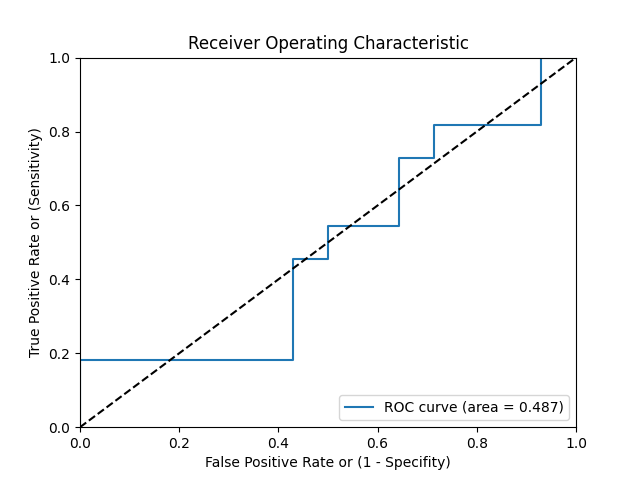 Receiver Operating Characteristic
1.0
0.8
0.6
0.4
0.2
0.0
True Positive Rate or (Sensitivity)
ROC curve (area = 0.487)
0.0 0.2 0.4 0.6 0.8 1.0
False Positive Rate or (1 - Specifity)